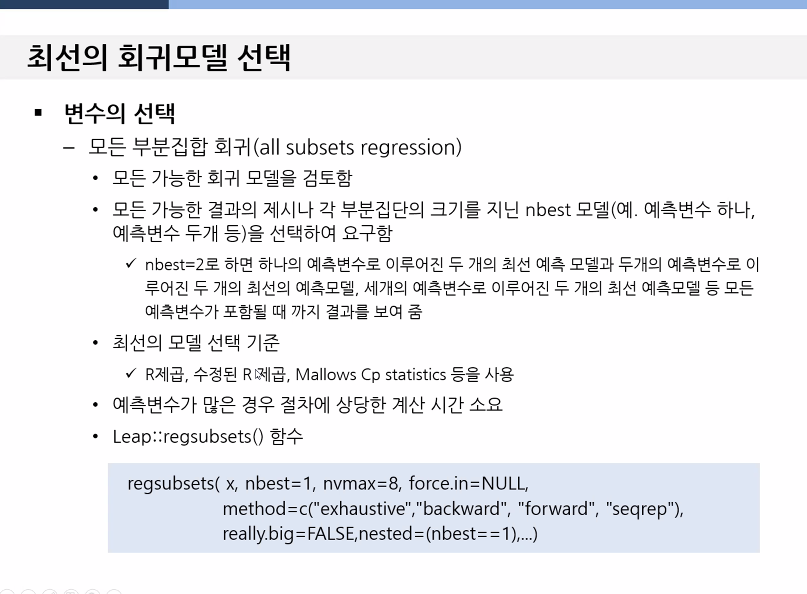 최선의 회귀모델 선택
▪ 변수의 선택
– 모든 부분집합 회귀(all subsets regression)
• 모든 가능한 회귀 모델을 검토함
• 모든 가능한 결과의 제시나 각 부분집단의 크기를 지닌 nbest 모델(예. 예측변수 하나,
예측변수 두개 등)을 선택하여 요구함
✓ nbest=2로 하면 하나의 예측변수로 이루어진 두 개의 최선 예측 모델과 두개의 예측변수로 이
루어진 두 개의 최선의 예측모델, 세개의 예측변수로 이루어진 두 개의 최선 예측모델 등 모든
예측변수가 포함될 때 까지 결과를 보여 줌
• 최선의 모델 선택 기준
✓ R제곱, 수정된 R제곱, Mallows Cp statistics 등을 사용
• 예측변수가 많은 경우 절차에 상당한 계산 시간 소요
• Leap::regsubsets() 함수
regsubsets( x, nbest=1, nvmax=8, force.in=NULL,
method=c("exhaustive","backward", "forward", "seqrep"),
really.big=FALSE,nested=(nbest==1),...)